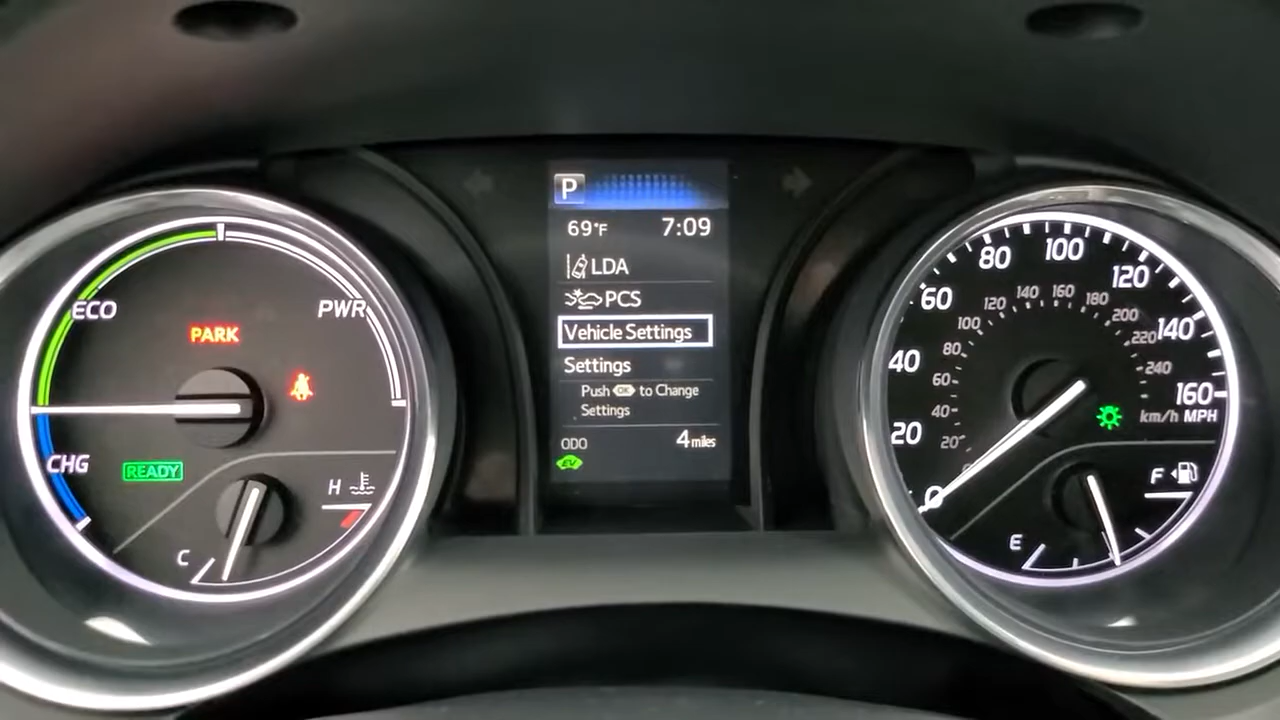 ECO
PWR
PARK
CHG
READY
H
C
P
69°F 7:09
LDA
PCS
Vehicle Settings
Settings
Push OK to Change
Settings
ODO 4 miles
EV
0
20
40
60
80
100
120
140
160
20
40
60
80
100
120
140
160
180
200
220
240
km/h MPH
F
E